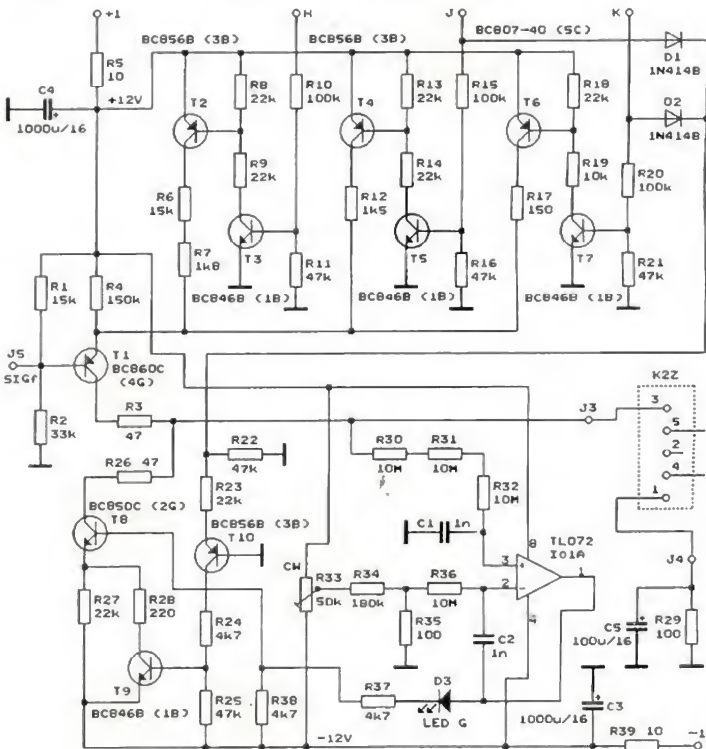 +1
H
J
K
BC856B (3B)
BC856B (3B)
BC807-40 (5C)
R5
10
D1
1N4148
C4
+
1000u/16
+12V
R8
22k
R10
100k
R13
22k
R15
100k
R18
22k
D2
1N4148
T2
T4
T6
R9
22k
R14
22k
R19
10k
R20
100k
R6
15k
R12
1k5
R17
150
R7
1k8
T3
R11
47k
T5
R16
47k
T7
R21
47k
BC846B (1B)
BC846B (1B)
BC846B (1B)
R1
15k
R4
150k
J5
SIGf
T1
BC860C
(4G)
K2Z
3
5
2
4
1
R2
33k
R3
47
J3
R26 47
R22
47k
R30
10M
R31
10M
R32
10M
BC850C (2G)
T8
R23
22k
BC856B (3B)
T10
C1
1n
TL072
IO1A
8
3
+
2
-
1
4
J4
CW
R33
50k
R34
180k
R36
10M
R27
22k
R28
220
R24
4k7
R35
100
C2
1n
C5
+
100u/16
R29
100
T9
BC846B (1B)
R25
47k
R38
4k7
R37
4k7
D3
LED G
C3
+
1000u/16
-12V
R39 10
-1